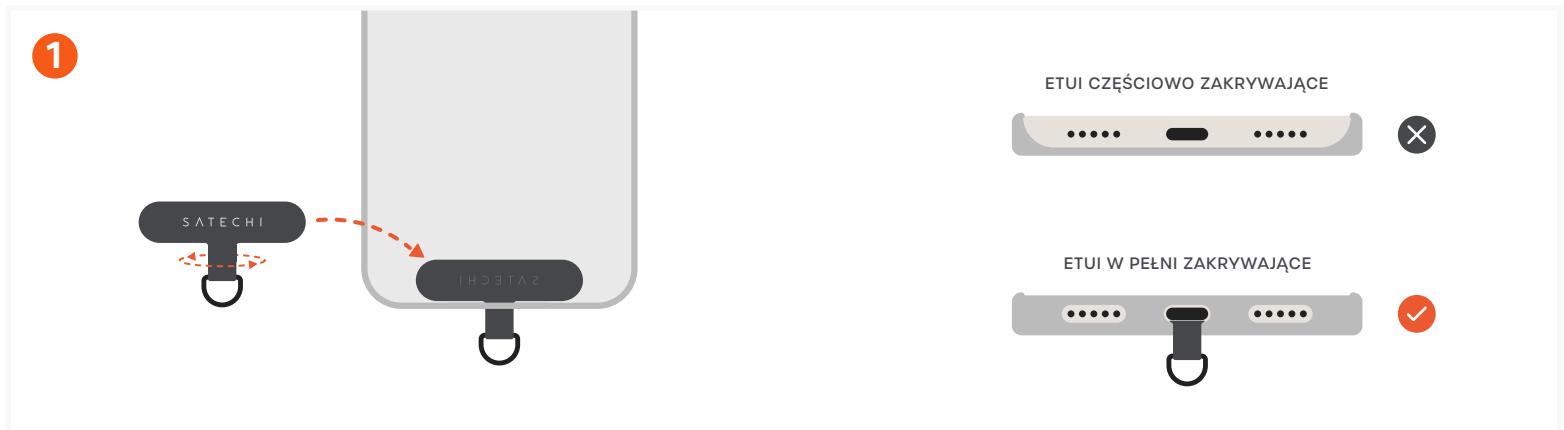 1
SATECHI
SATECHI
ETUI CZĘŚCIOWO ZAKRYWAJĄCE
ETUI W PEŁNI ZAKRYWAJĄCE